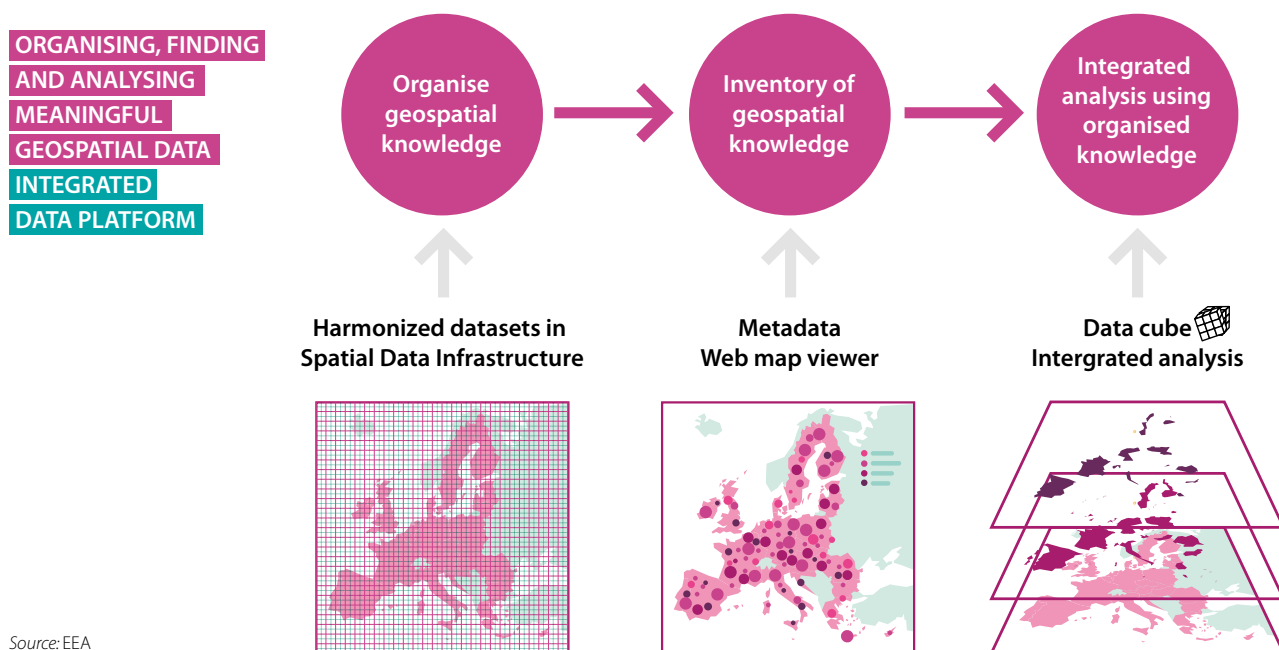 ORGANISING, FINDING
AND ANALYSING
MEANINGFUL
GEOSPATIAL DATA
INTEGRATED
DATA PLATFORM
Organise
geospatial
knowledge
Inventory of
geospatial
knowledge
Integrated
analysis using
organised
knowledge
Harmonized datasets in
Spatial Data Infrastructure
Metadata
Web map viewer
Data cube
Intergrated analysis
Source: EEA